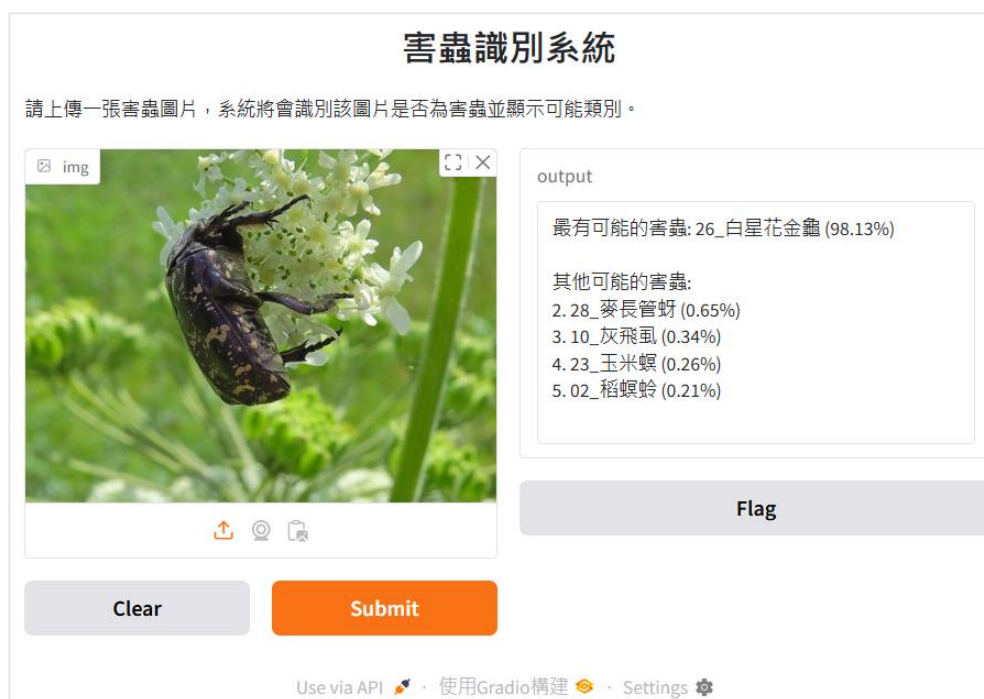 害蟲識別系統
請上傳一張害蟲圖片，系統將會識別該圖片是否為害蟲並顯示可能類別。
img
output
最有可能的害蟲: 26_白星花金龜 (98.13%)
其他可能的害蟲:
2. 28_麥長管蚜 (0.65%)
3. 10_灰飛虱 (0.34%)
4. 23_玉米螟 (0.26%)
5. 02_稻螟蛉 (0.21%)
Flag
Clear
Submit
Use via API · 使用Gradio構建 · Settings